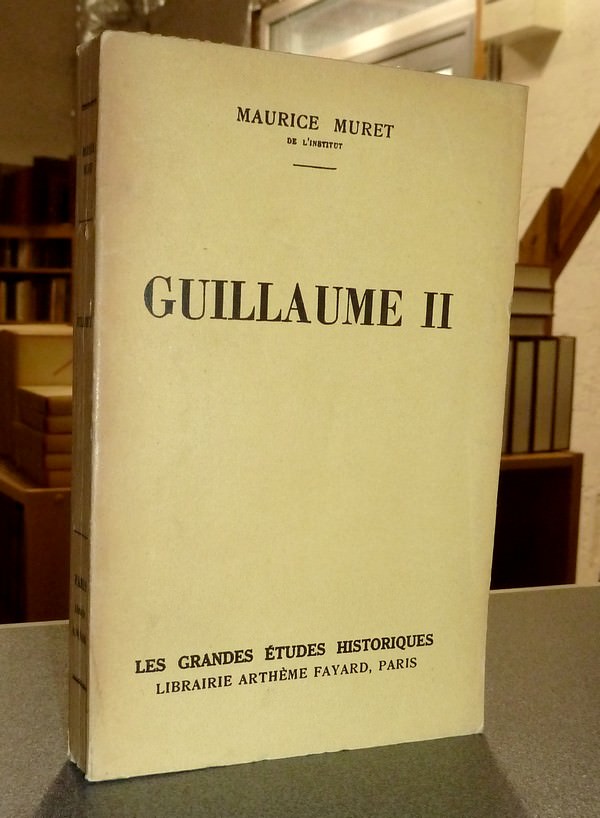 MAURICE MURET
DE L'INSTITUT
GUILLAUME II
LES GRANDES ÉTUDES HISTORIQUES
LIBRAIRIE ARTHÈME FAYARD, PARIS